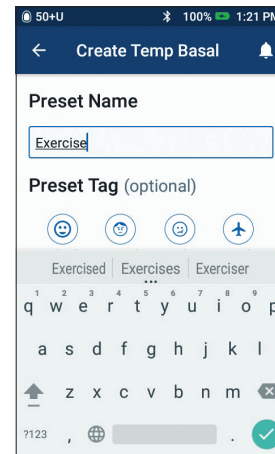 50+U 100% 1:21 PM
Create Temp Basal
Preset Name
Exercise
Preset Tag (optional)
Exercised Exercises Exerciser
1 2 3 4 5 6 7 8 9
q w e r t y u i o p
a s d f g h j k l
z x c v b n m
?123 , .